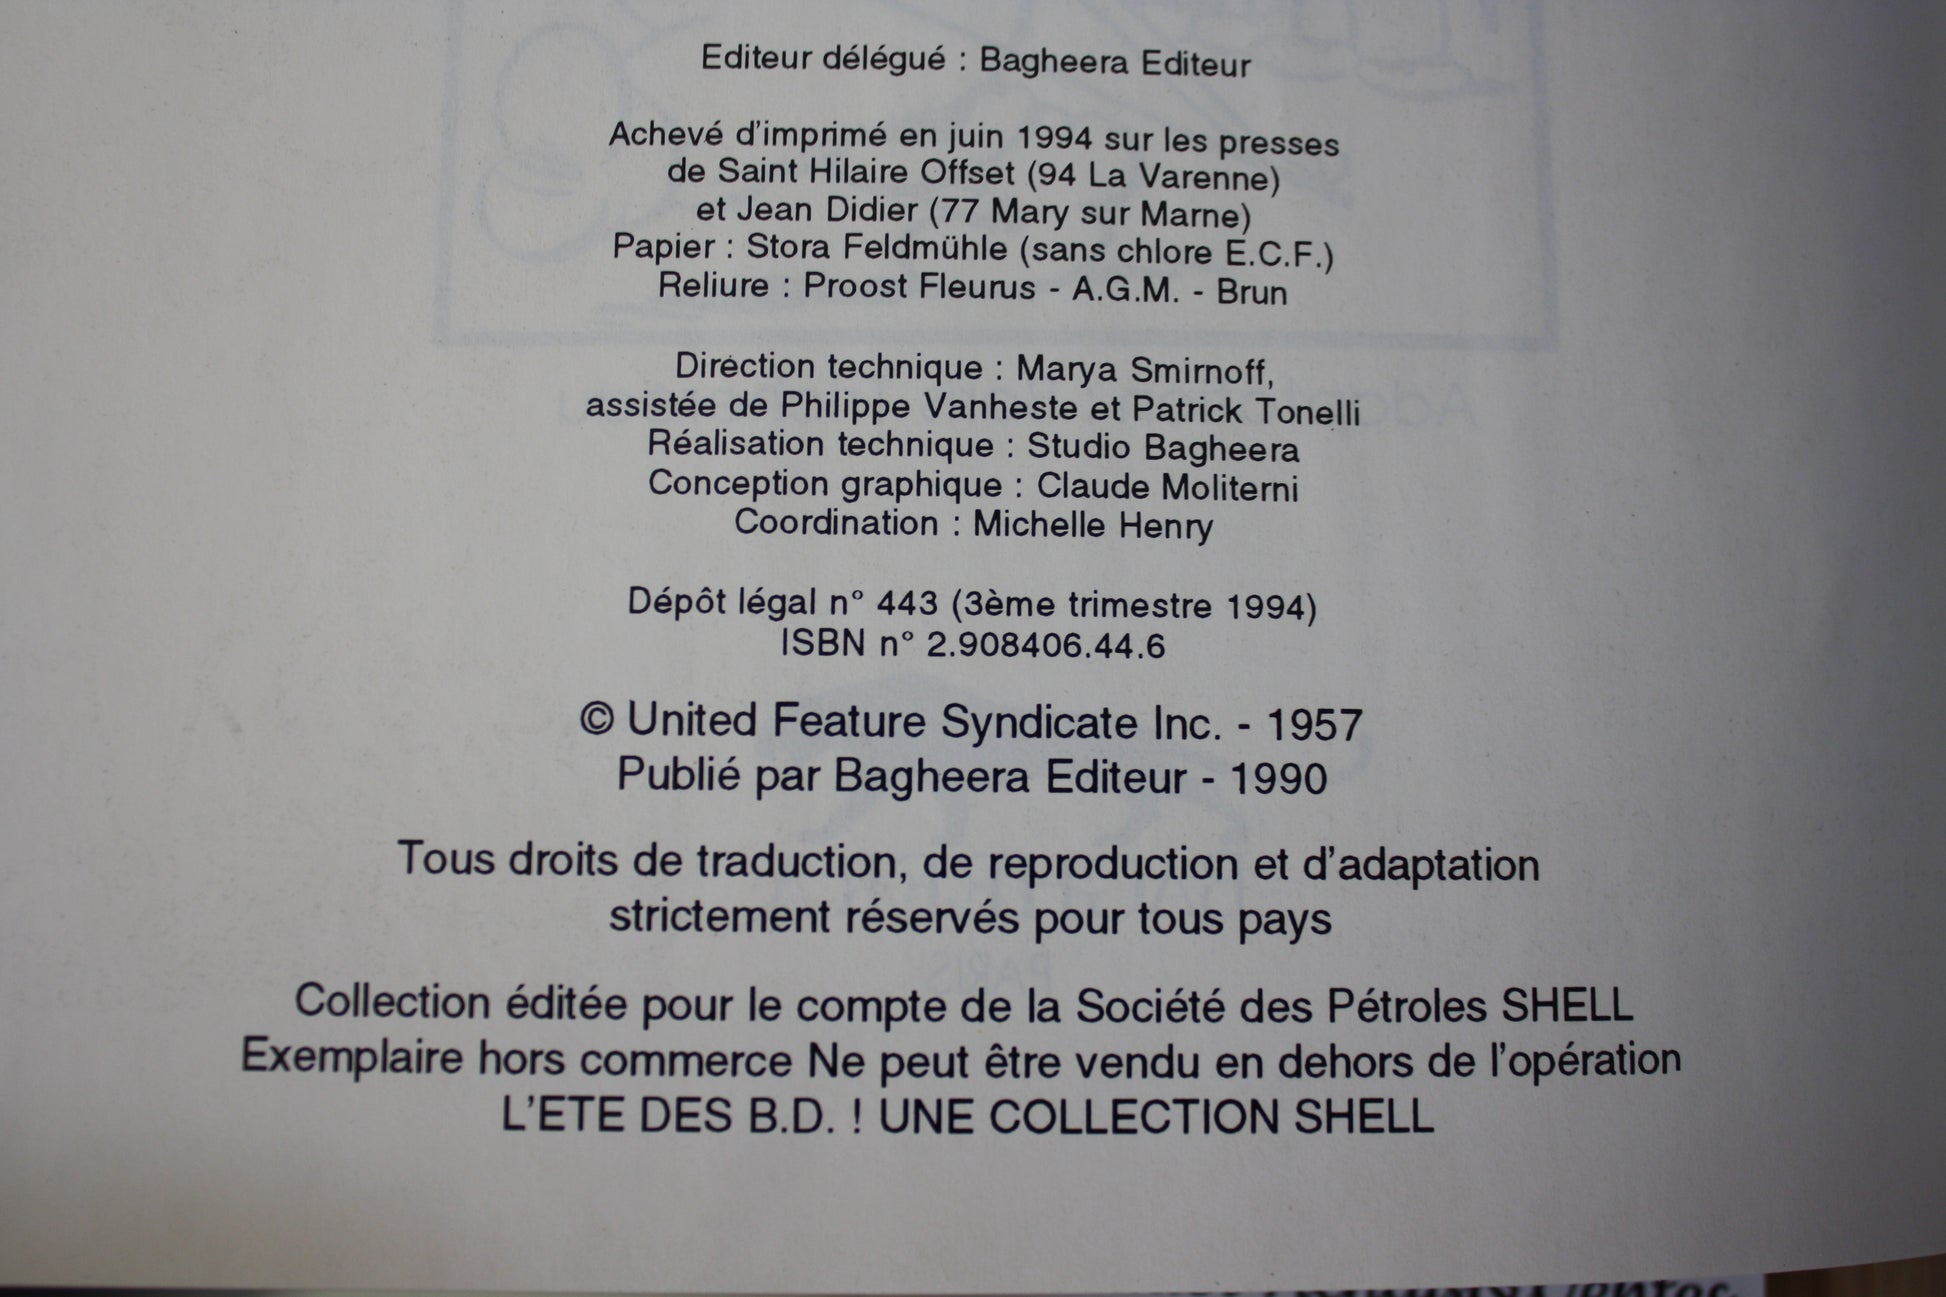 Editeur délégué : Bagheera Editeur
Achevé d'imprimé en juin 1994 sur les presses
de Saint Hilaire Offset (94 La Varenne)
et Jean Didier (77 Mary sur Marne)
Papier : Stora Feldmühle (sans chlore E.C.F.)
Reliure : Proost Fleurus - A.G.M. - Brun
Direction technique : Marya Smirnoff,
assistée de Philippe Vanheste et Patrick Tonelli
Réalisation technique : Studio Bagheera
Conception graphique : Claude Moliterni
Coordination : Michelle Henry
Dépôt légal n° 443 (3ème trimestre 1994)
ISBN n° 2.908406.44.6
© United Feature Syndicate Inc. - 1957
Publié par Bagheera Editeur - 1990
Tous droits de traduction, de reproduction et d'adaptation
strictement réservés pour tous pays
Collection éditée pour le compte de la Société des Pétroles SHELL
Exemplaire hors commerce Ne peut être vendu en dehors de l'opération
L'ETE DES B.D. ! UNE COLLECTION SHELL